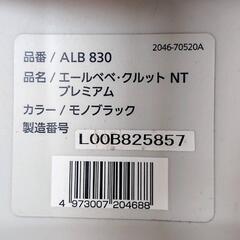 2046-70520A
品番 / ALB 830
品名 / エールベベ・クルット NT
プレミアム
カラー / モノブラック
製造番号
L00B825857
4 973007 204688